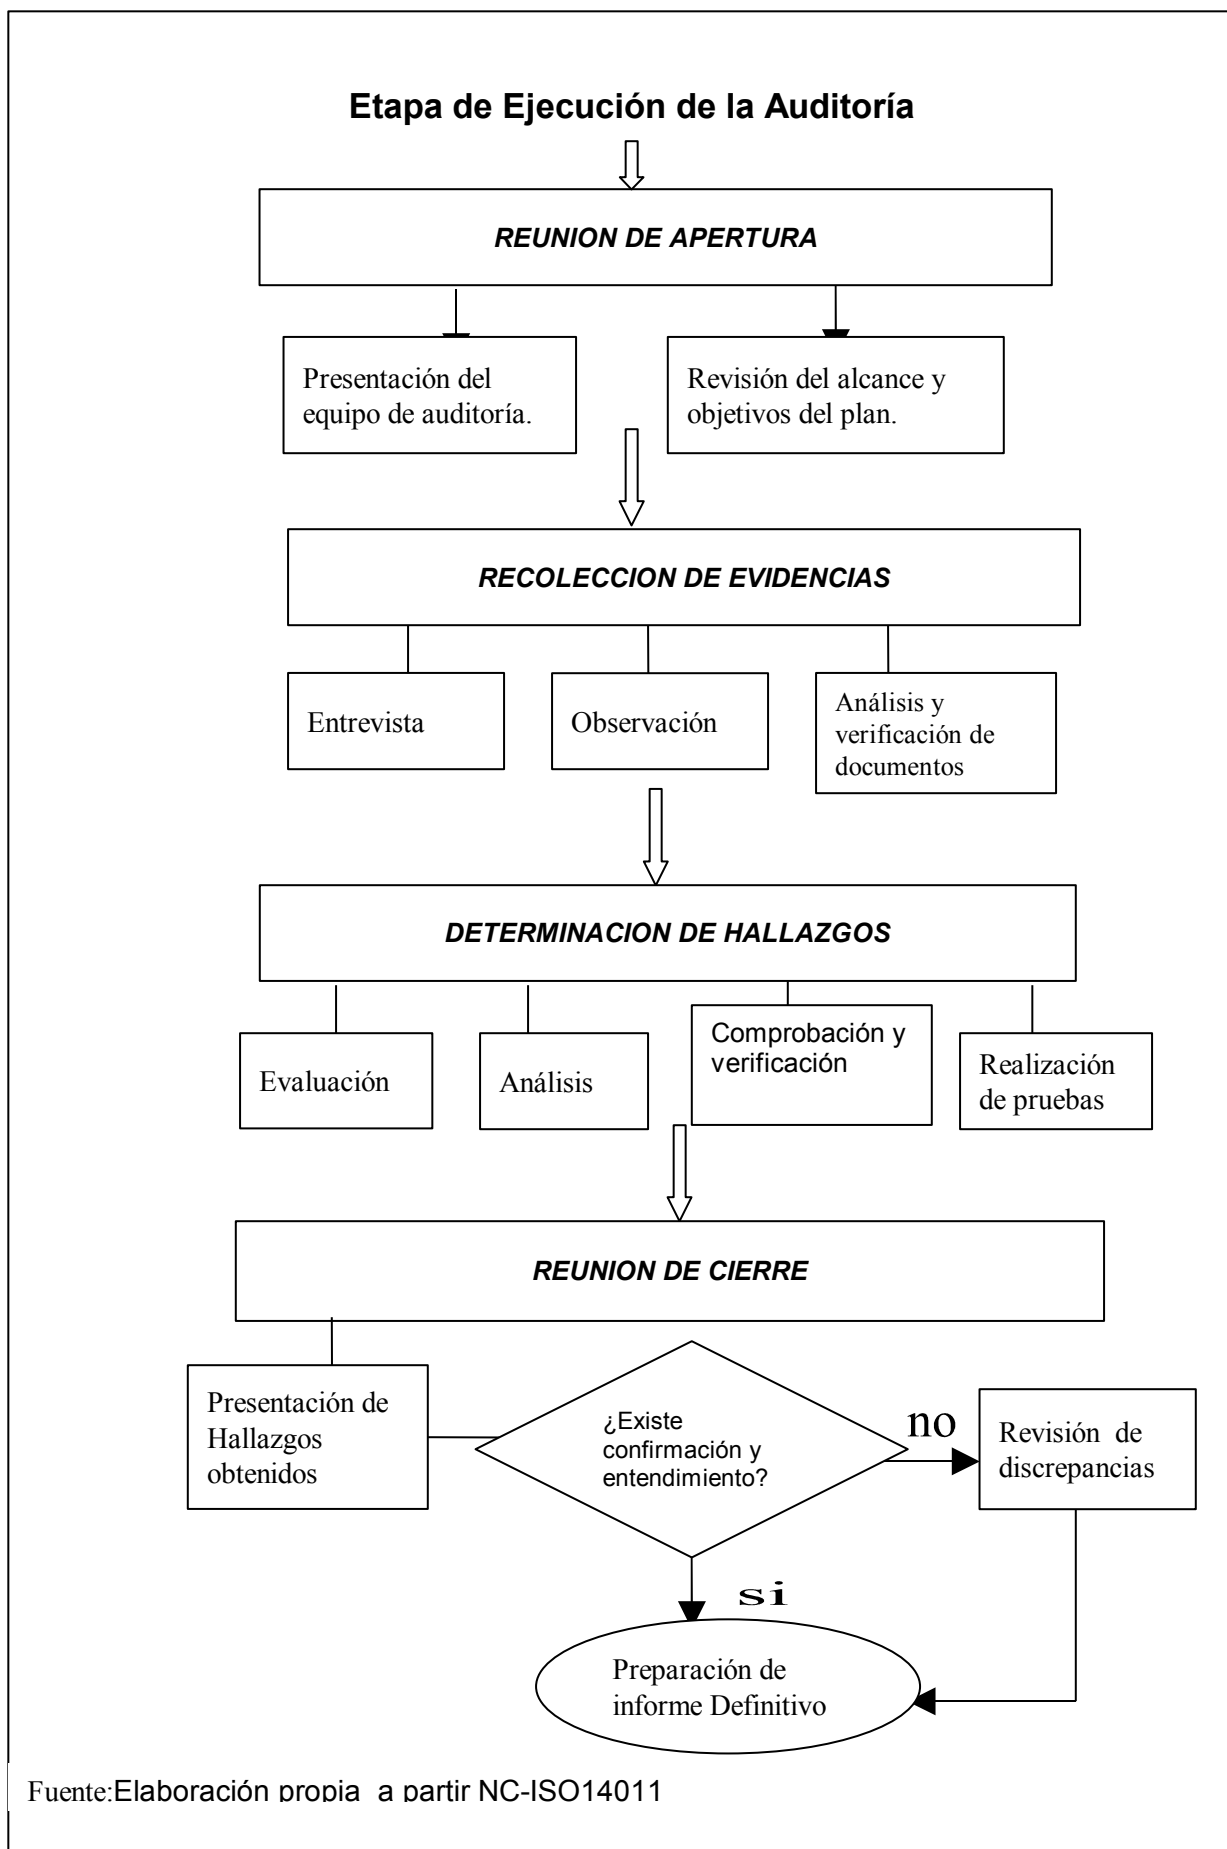 Etapa de Ejecución de la Auditoría
REUNION DE APERTURA
Presentación del
equipo de auditoría.
Revisión del alcance y
objetivos del plan.
RECOLECCION DE EVIDENCIAS
Entrevista
Observación
Análisis y
verificación de
documentos
DETERMINACION DE HALLAZGOS
Evaluación
Análisis
Comprobación y
verificación
Realización
de pruebas
REUNION DE CIERRE
Presentación de
Hallazgos
obtenidos
¿Existe
confirmación y
entendimiento?
no
Revisión de
discrepancias
si
Preparación de
informe Definitivo
Fuente:Elaboración propia a partir NC-ISO14011